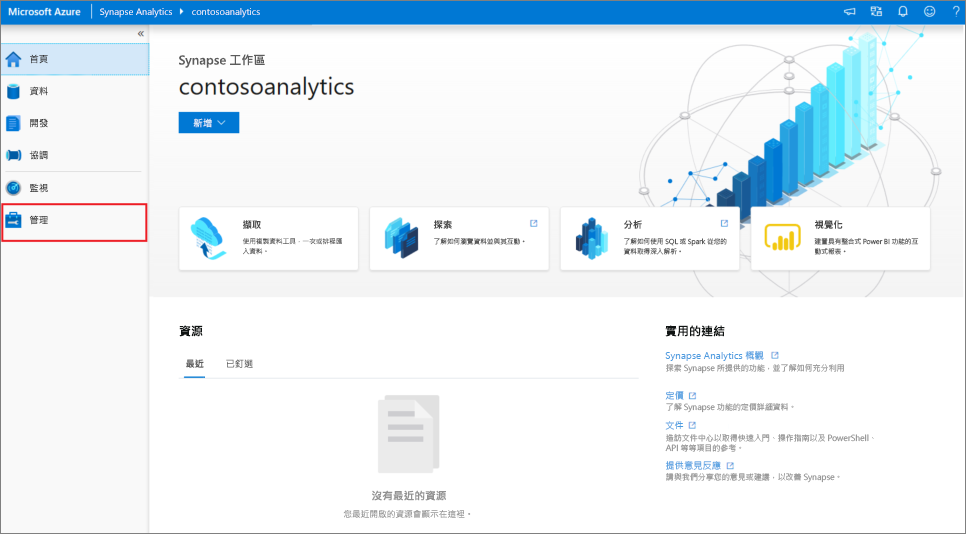 Microsoft Azure Synapse Analytics contosoanalytics
«
首頁
資料
開發
協調
監視
管理
Synapse 工作區
contosoanalytics
新增
擷取
使用複製資料工具,一次或排程匯
入資料。
探索
了解如何瀏覽資料並與其互動。
分析
了解如何使用 SQL 或 Spark 從您的
資料取得深入解析。
視覺化
建置具有整合式 Power BI 功能的互
動式報表。
資源
最近 已釘選
沒有最近的資源
您最近開啟的資源會顯示在這裡。
實用的連結
Synapse Analytics 概觀
探索 Synapse 所提供的功能,並了解如何充分利用
定價
了解 Synapse 功能的定價詳細資料。
文件
造訪文件中心以取得快速入門、操作指南以及 PowerShell、
API 等等項目的參考。
提供意見反應
請與我們分享您的意見或建議,以改善 Synapse。